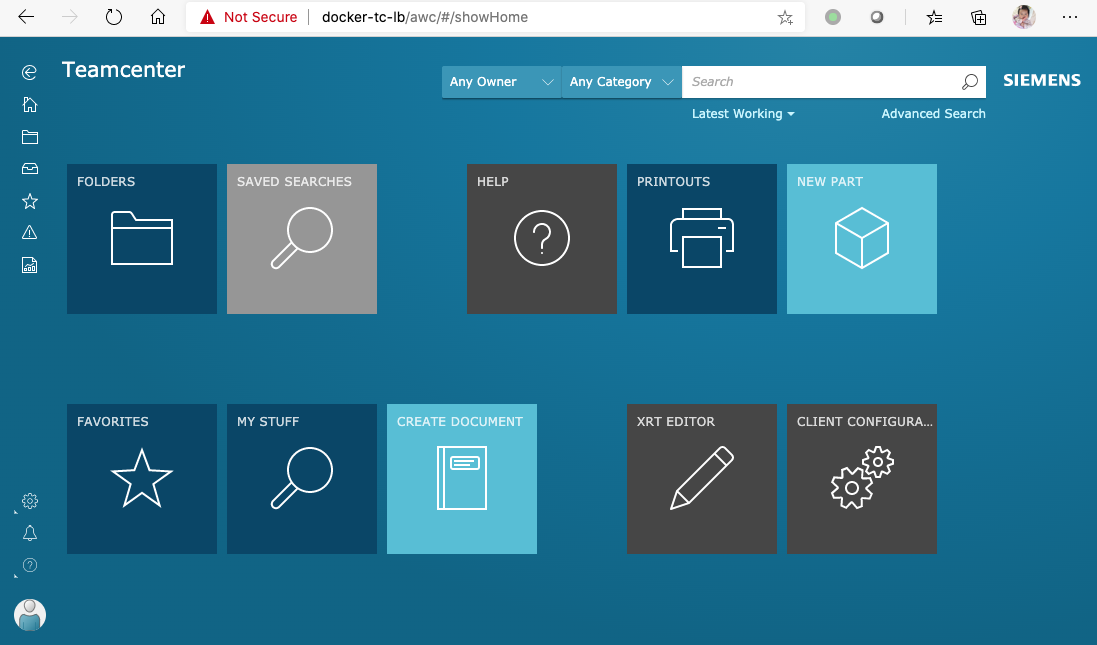 Not Secure docker-tc-lb/awc/#/showHome
Teamcenter
Any Owner Any Category Search SIEMENS
Latest Working Advanced Search
FOLDERS SAVED SEARCHES HELP PRINTOUTS NEW PART
FAVORITES MY STUFF CREATE DOCUMENT XRT EDITOR CLIENT CONFIGURA...